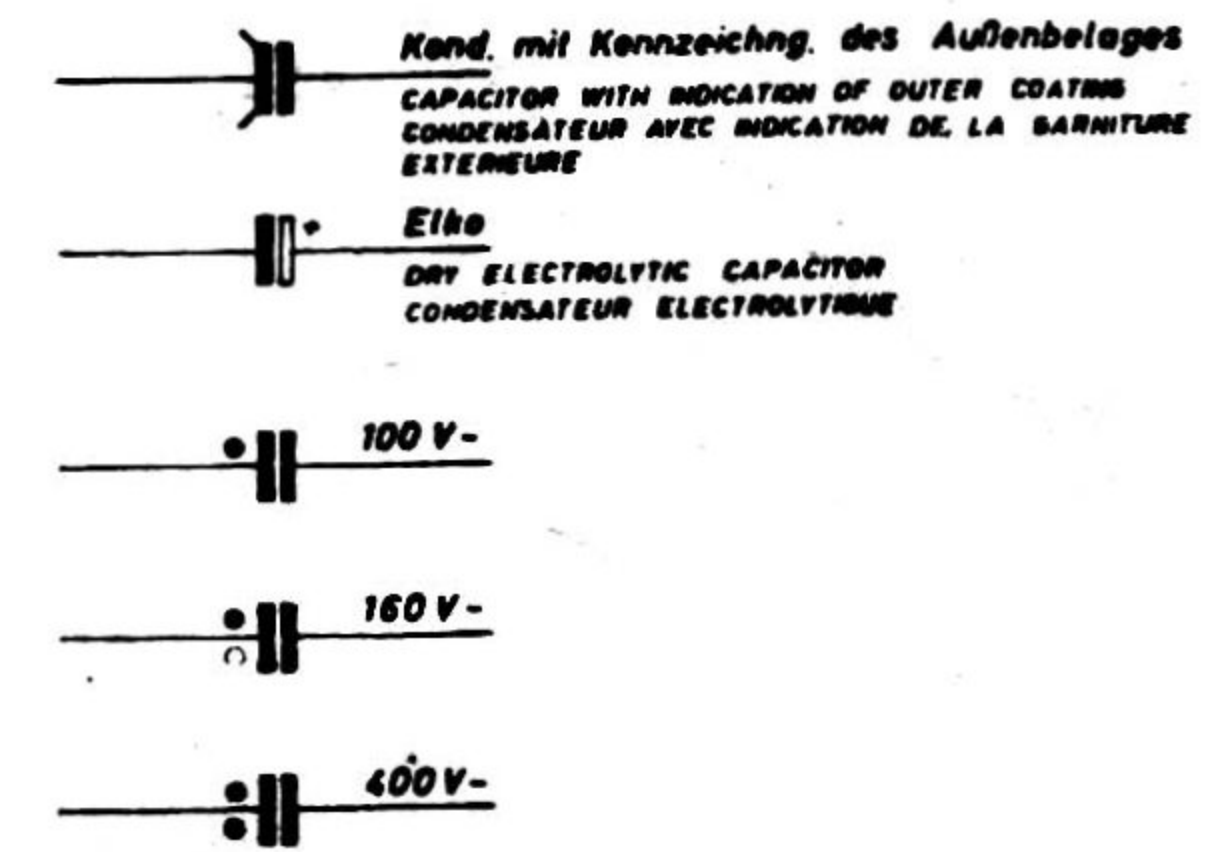 Kond. mit Kennzeichng. des Außenbelages
CAPACITOR WITH INDICATION OF OUTER COATING
CONDENSATEUR AVEC INDICATION DE LA GARNITURE
EXTERIEURE
+ Elko
DRY ELECTROLYTIC CAPACITOR
CONDENSATEUR ELECTROLYTIQUE
100 V-
160 V-
400 V-